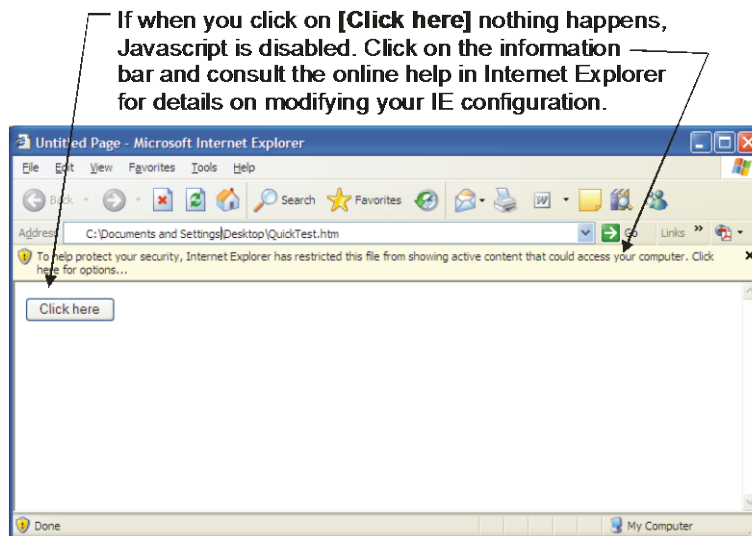 If when you click on [Click here] nothing happens,
Javascript is disabled. Click on the information
bar and consult the online help in Internet Explorer
for details on modifying your IE configuration.
Untitled Page - Microsoft Internet Explorer
File Edit View Favorites Tools Help
Back Search Favorites W
Address C:\Documents and Settings\Desktop\QuickTest.htm Go Links »
To help protect your security, Internet Explorer has restricted this file from showing active content that could access your computer. Click
here for options...
Click here
Done My Computer